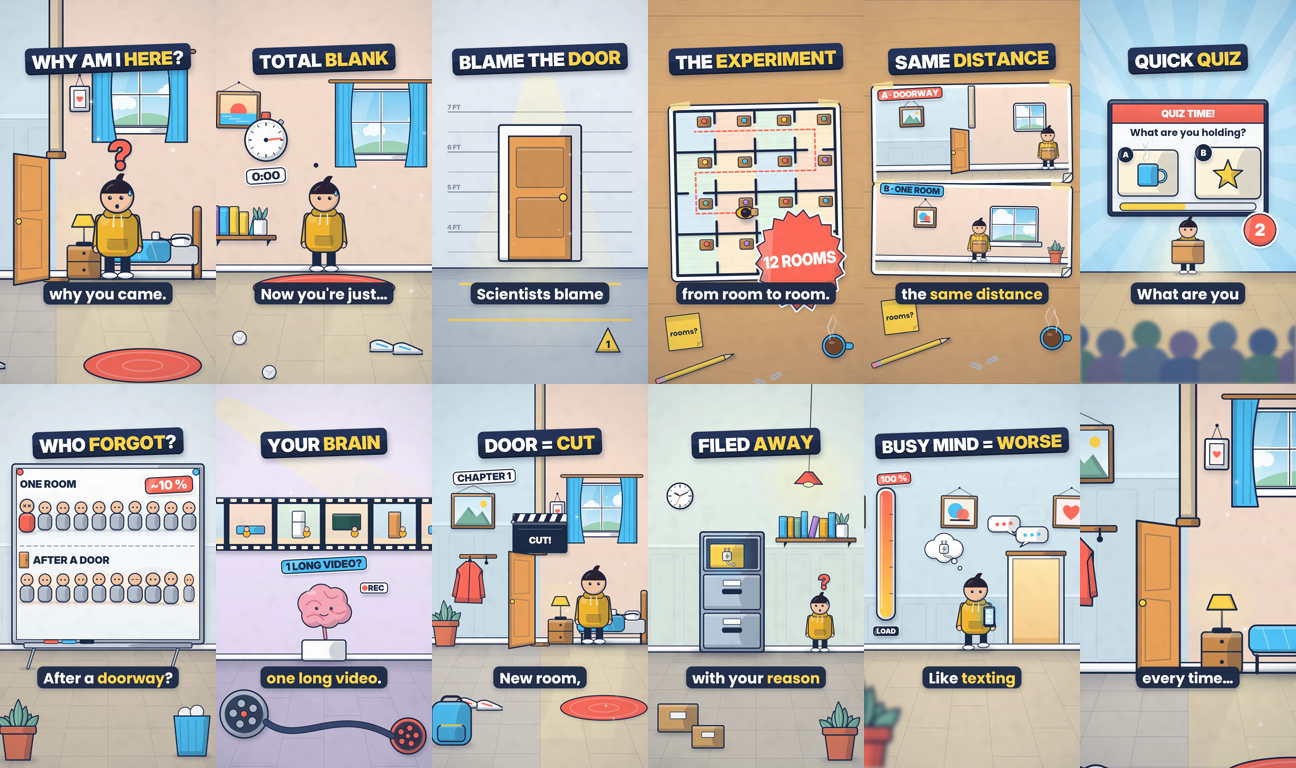 WHY AM I HERE?
why you came.
TOTAL BLANK
0:00
Now you're just...
BLAME THE DOOR
7 FT
6 FT
5 FT
4 FT
Scientists blame
1
THE EXPERIMENT
12 ROOMS
from room to room.
rooms?
SAME DISTANCE
A · DOORWAY
B · ONE ROOM
the same distance
rooms?
QUICK QUIZ
QUIZ TIME!
What are you holding?
A
B
2
What are you
WHO FORGOT?
ONE ROOM
~10 %
AFTER A DOOR
After a doorway?
YOUR BRAIN
1 LONG VIDEO?
REC
one long video.
DOOR = CUT
CHAPTER 1
CUT!
New room,
FILED AWAY
?
with your reason
BUSY MIND = WORSE
100 %
LOAD
Like texting
every time...